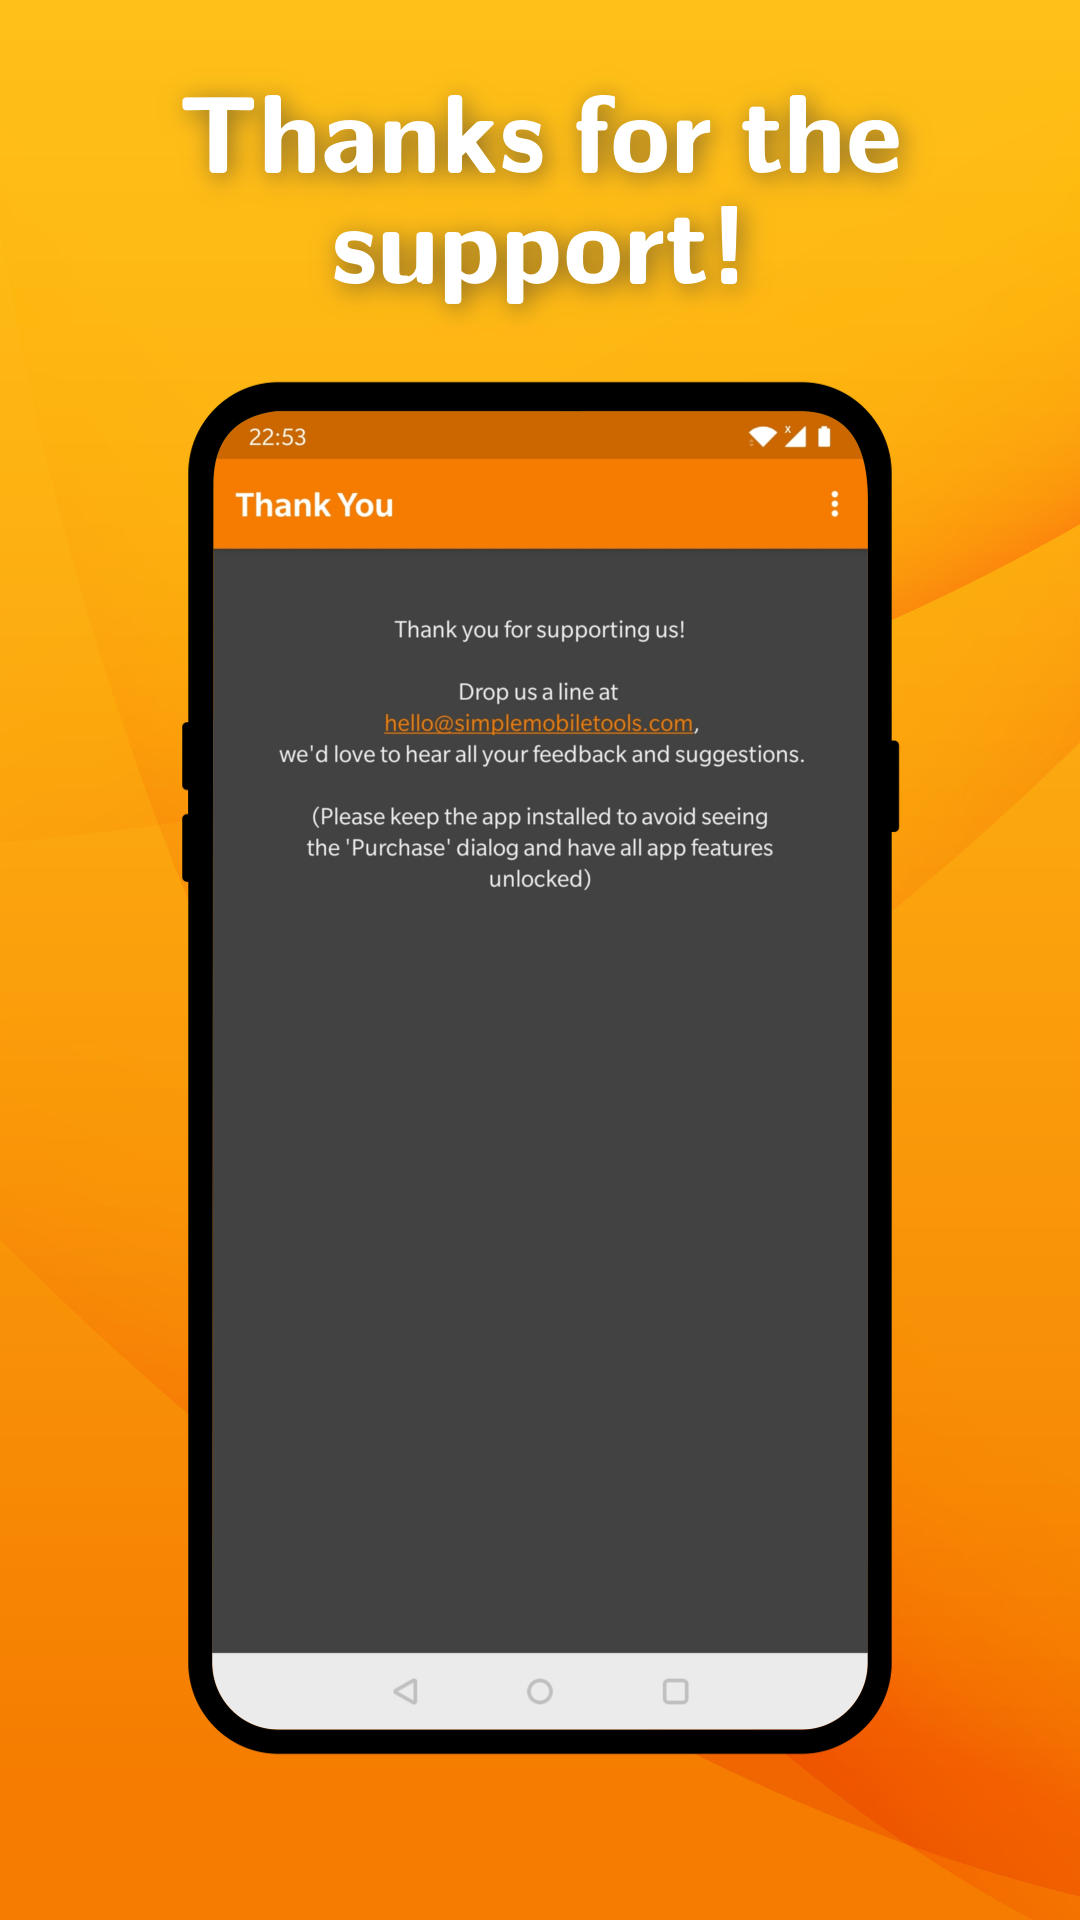 Thanks for the
support!
22:53
Thank You
Thank you for supporting us!
Drop us a line at
hello@simplemobiletools.com,
we'd love to hear all your feedback and suggestions.
(Please keep the app installed to avoid seeing
the 'Purchase' dialog and have all app features
unlocked)